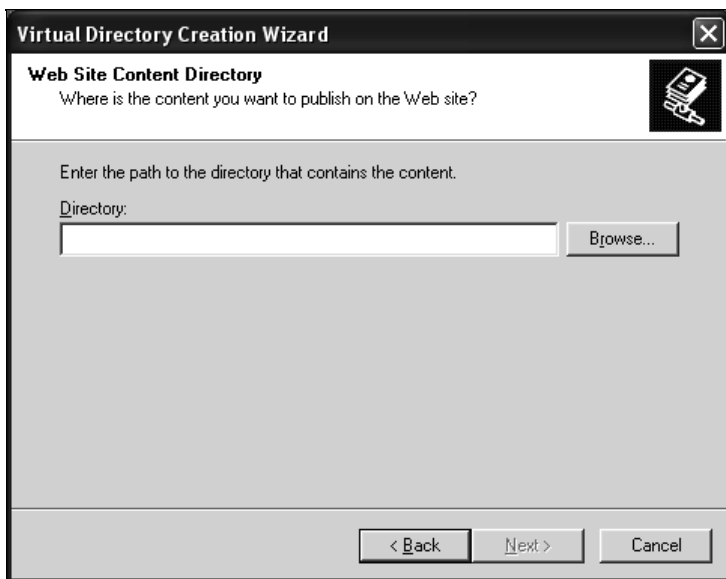 Virtual Directory Creation Wizard
Web Site Content Directory
Where is the content you want to publish on the Web site?
Enter the path to the directory that contains the content.
Directory:
Browse...
< Back Next > Cancel